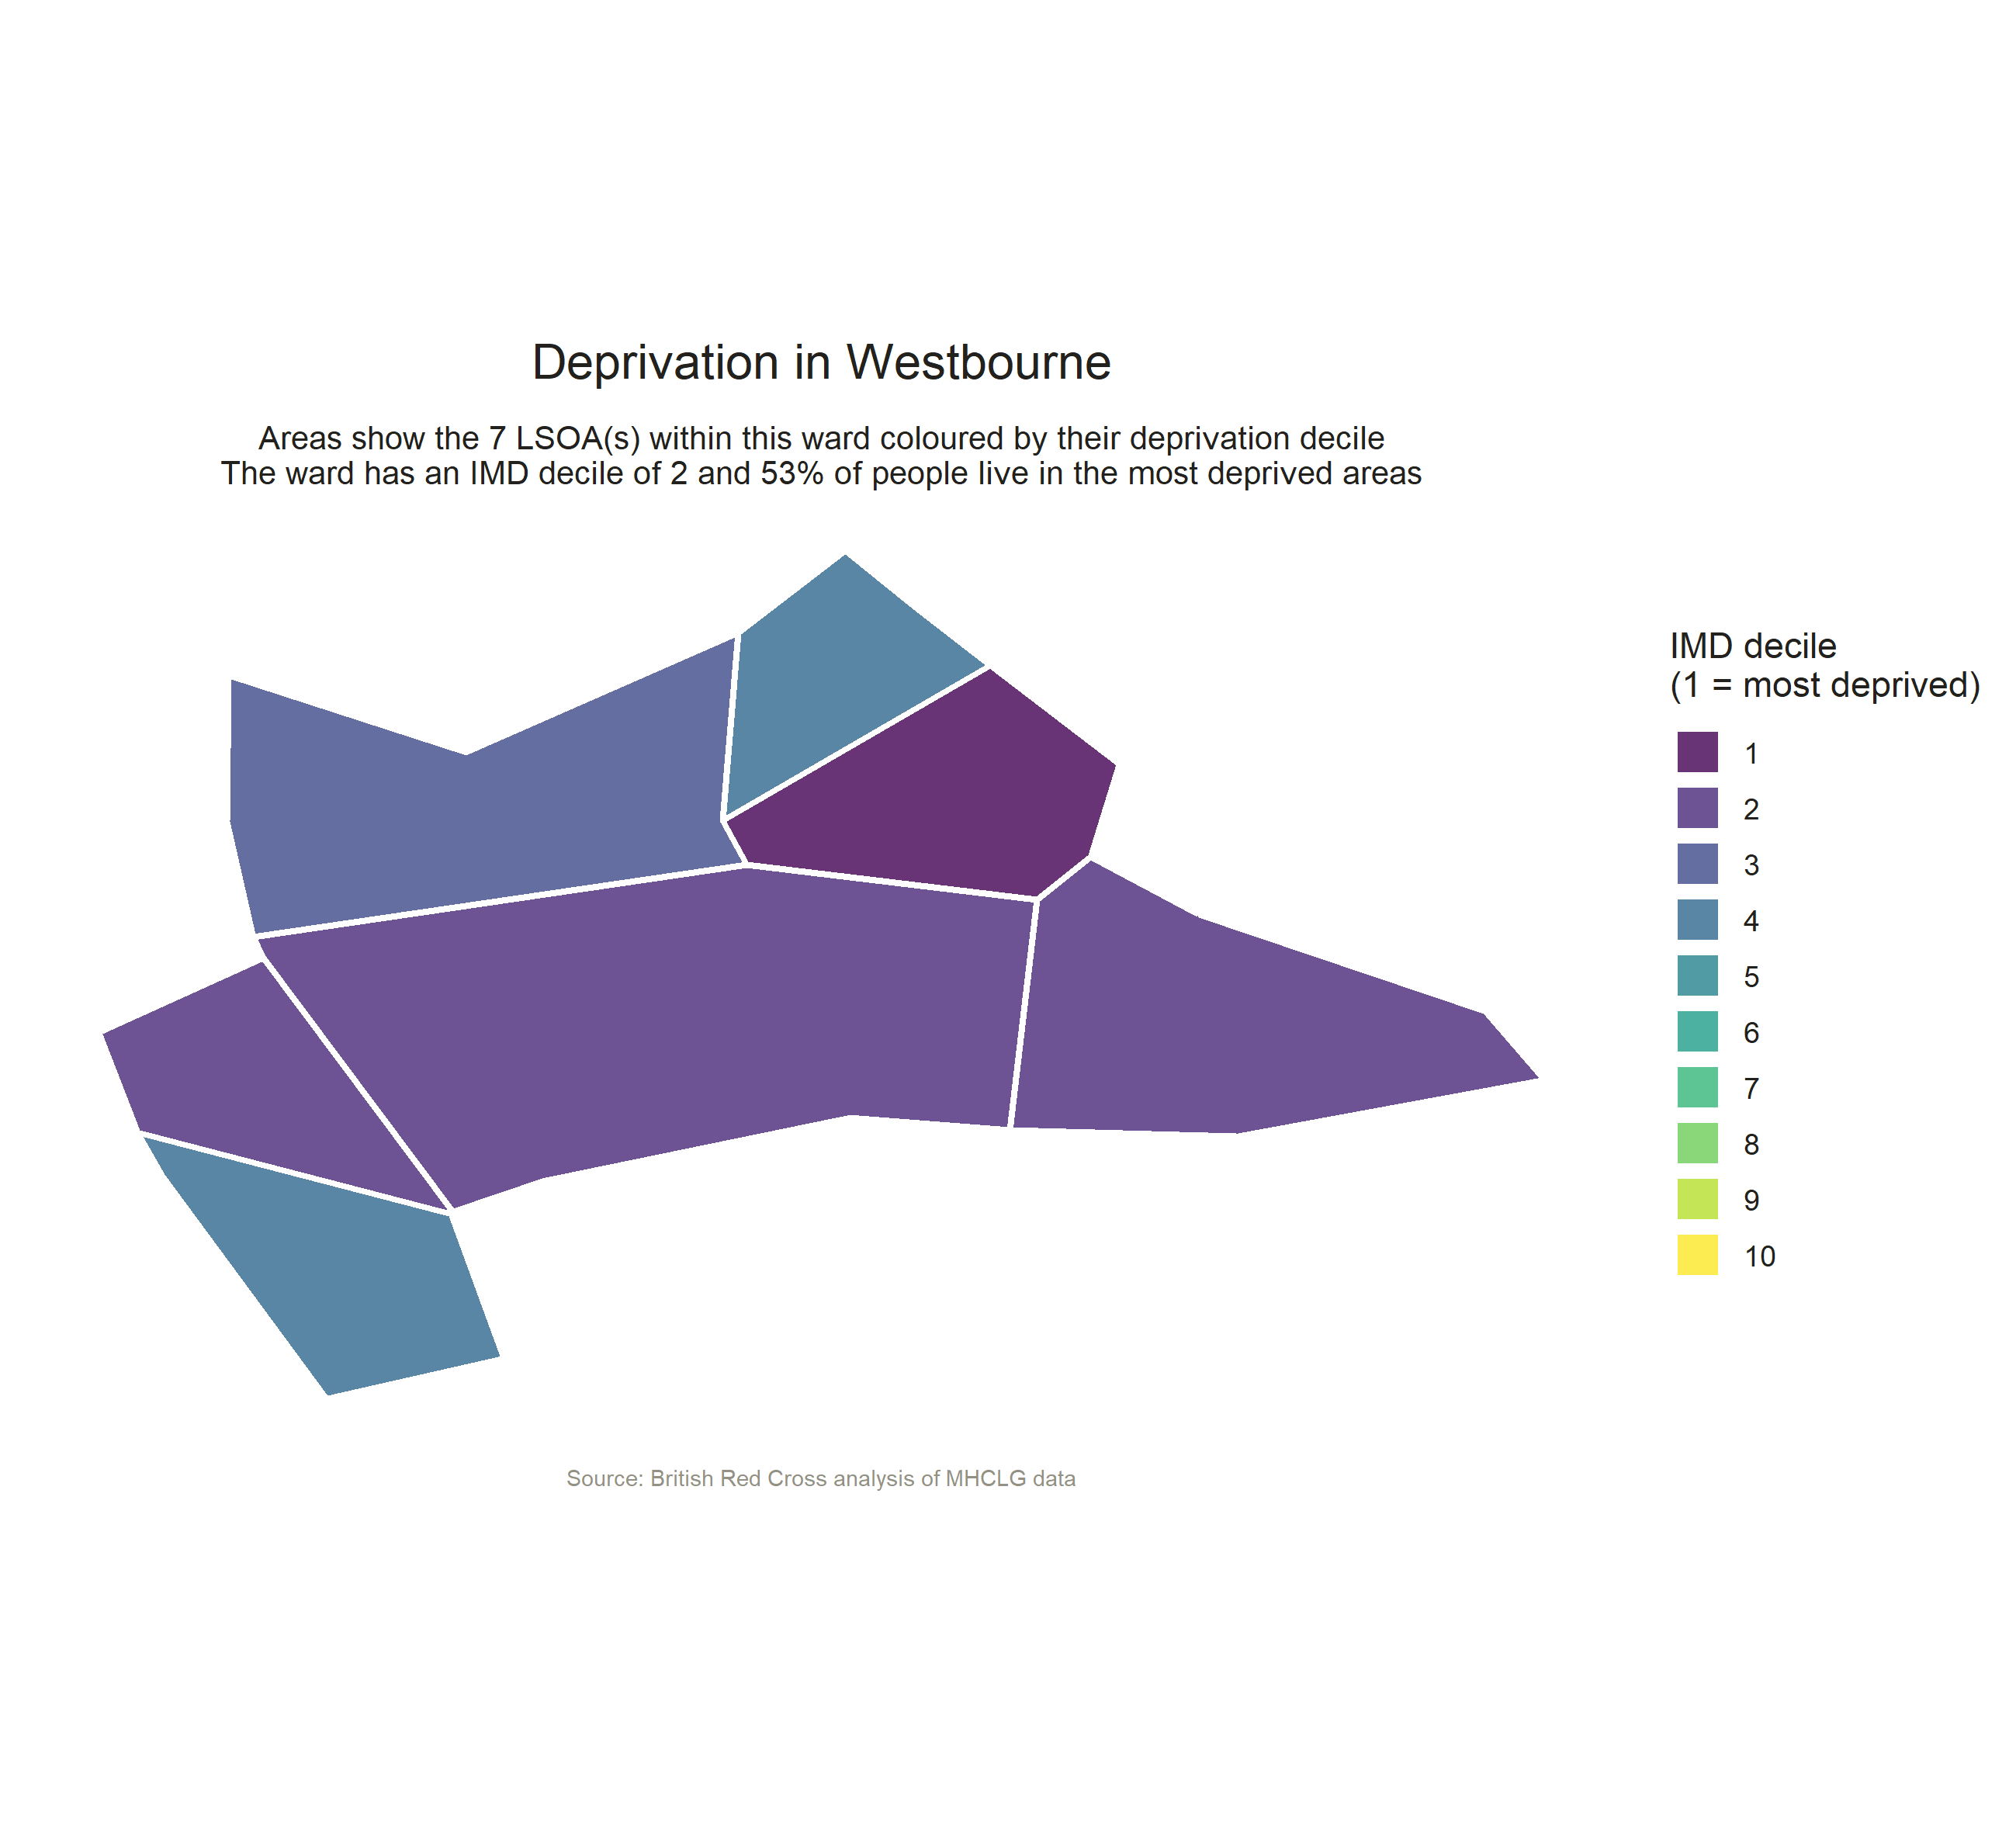 Deprivation in Westbourne
Areas show the 7 LSOA(s) within this ward coloured by their deprivation decile
The ward has an IMD decile of 2 and 53% of people live in the most deprived areas
IMD decile
(1 = most deprived)
1
2
3
4
5
6
7
8
9
10
Source: British Red Cross analysis of MHCLG data